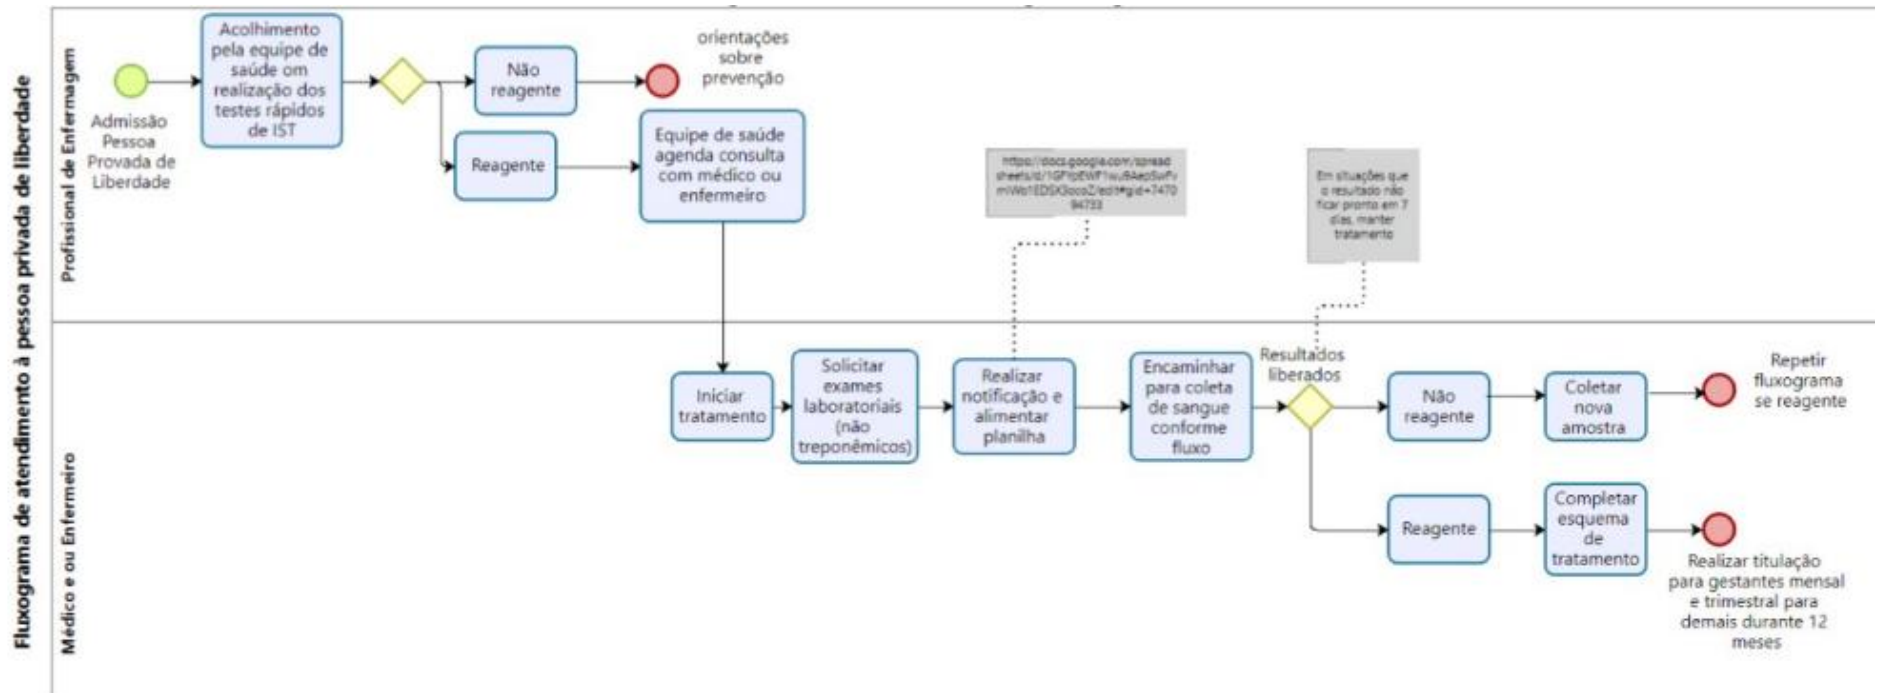 Fluxograma de atendimento à pessoa privada de liberdade
Profissional de Enfermagem
Admissão
Pessoa
Provada de
Liberdade
Acolhimento
pela equipe de
saúde om
realização dos
testes rápidos
de IST
Não
reagente
orientações
sobre
prevenção
Reagente
Equipe de saúde
agenda consulta
com médico ou
enfermeiro
https://docs.google.com/spread
Em situações que
o resultado não
ficar pronto em 7
dias, manter
tratamento
Médico e ou Enfermeiro
Iniciar
tratamento
Solicitar
exames
laboratoriais
(não
treponêmicos)
Realizar
notificação e
alimentar
planilha
Encaminhar
para coleta
de sangue
conforme
fluxo
Resultados
liberados
Não
reagente
Coletar
nova
amostra
Repetir
fluxograma
se reagente
Reagente
Completar
esquema
de
tratamento
Realizar titulação
para gestantes mensal
e trimestral para
demais durante 12
meses